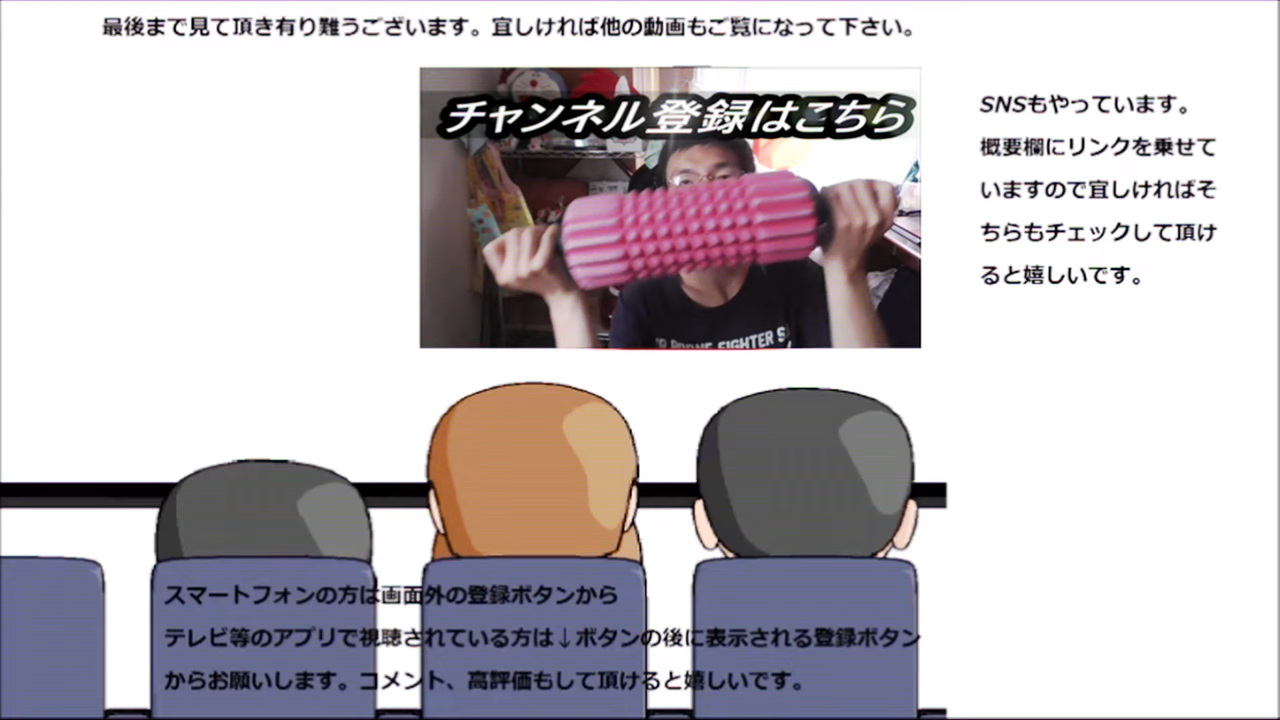 最後まで見て頂き有り難うございます。宜しければ他の動画もご覧になって下さい。
チャンネル登録はこちら
FIGHTER S
SNSもやっています。
概要欄にリンクを乗せて
いますので宜しければそ
ちらもチェックして頂け
ると嬉しいです。
スマートフォンの方は画面外の登録ボタンから
テレビ等のアプリで視聴されている方は↓ボタンの後に表示される登録ボタン
からお願いします。コメント、高評価もして頂けると嬉しいです。